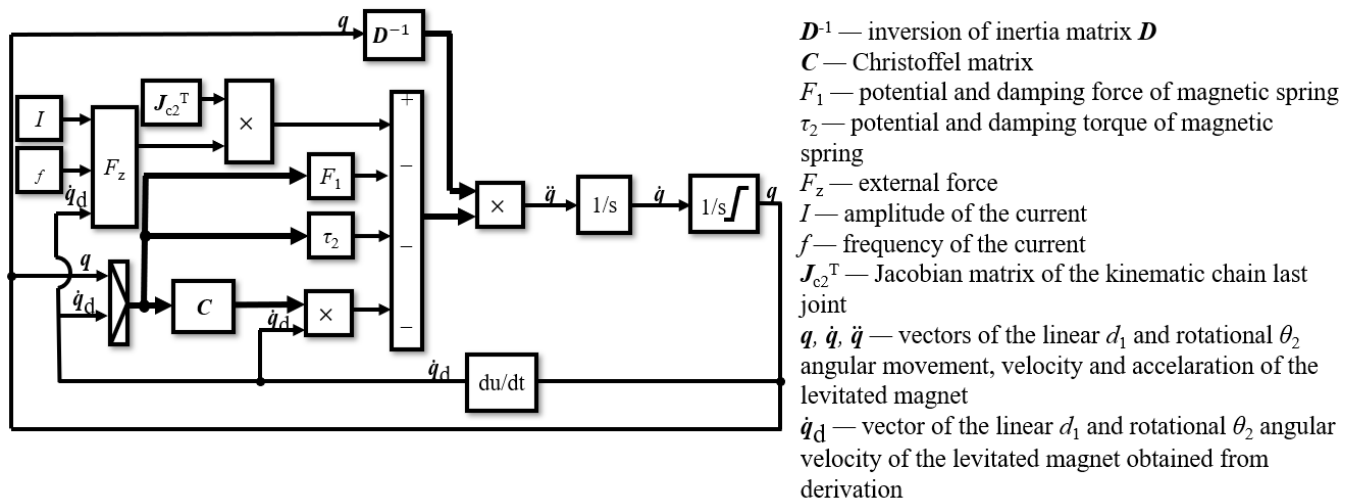 q
D⁻¹
J_c2^T
I
×
F_z
f
q̇_d
F₁
τ₂
q
q̇_d
C
q̇_d
×
+
−
−
−
×
q̈
1/s
q̇
1/s
q
q̇_d
du/dt
D⁻¹ — inversion of inertia matrix D
C — Christoffel matrix
F₁ — potential and damping force of magnetic spring
τ₂ — potential and damping torque of magnetic
spring
F_z — external force
I — amplitude of the current
f — frequency of the current
J_c2^T — Jacobian matrix of the kinematic chain last
joint
q, q̇, q̈ — vectors of the linear d₁ and rotational θ₂
angular movement, velocity and accelaration of the
levitated magnet
q̇_d — vector of the linear d₁ and rotational θ₂ angular
velocity of the levitated magnet obtained from
derivation